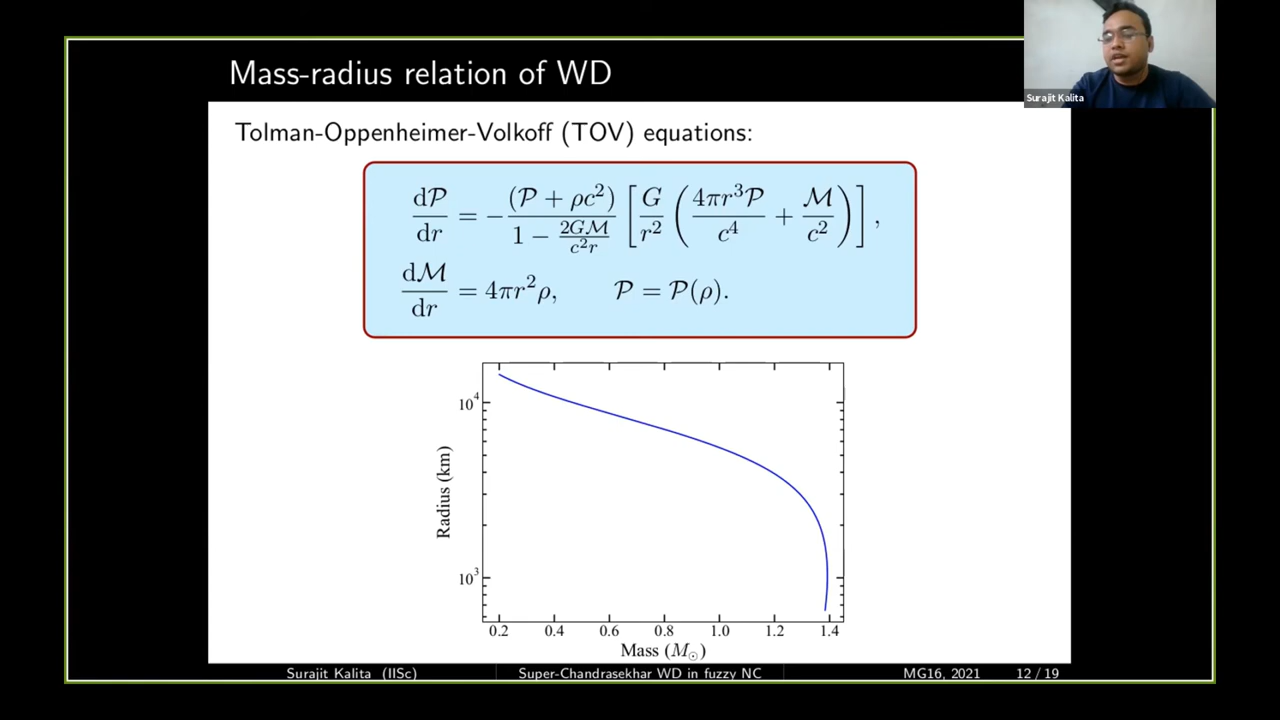 Mass-radius relation of WD
Surajit Kalita
Tolman-Oppenheimer-Volkoff (TOV) equations:
d𝒫/dr = −(𝒫 + ρc²)/(1 − 2Gℳ/c²r) [G/r² (4πr³𝒫/c⁴ + ℳ/c²)],
dℳ/dr = 4πr²ρ, 𝒫 = 𝒫(ρ).
Radius (km)
10⁴
10³
0.2 0.4 0.6 0.8 1.0 1.2 1.4
Mass (M☉)
Surajit Kalita (IISc) Super-Chandrasekhar WD in fuzzy NC MG16, 2021 12 / 19